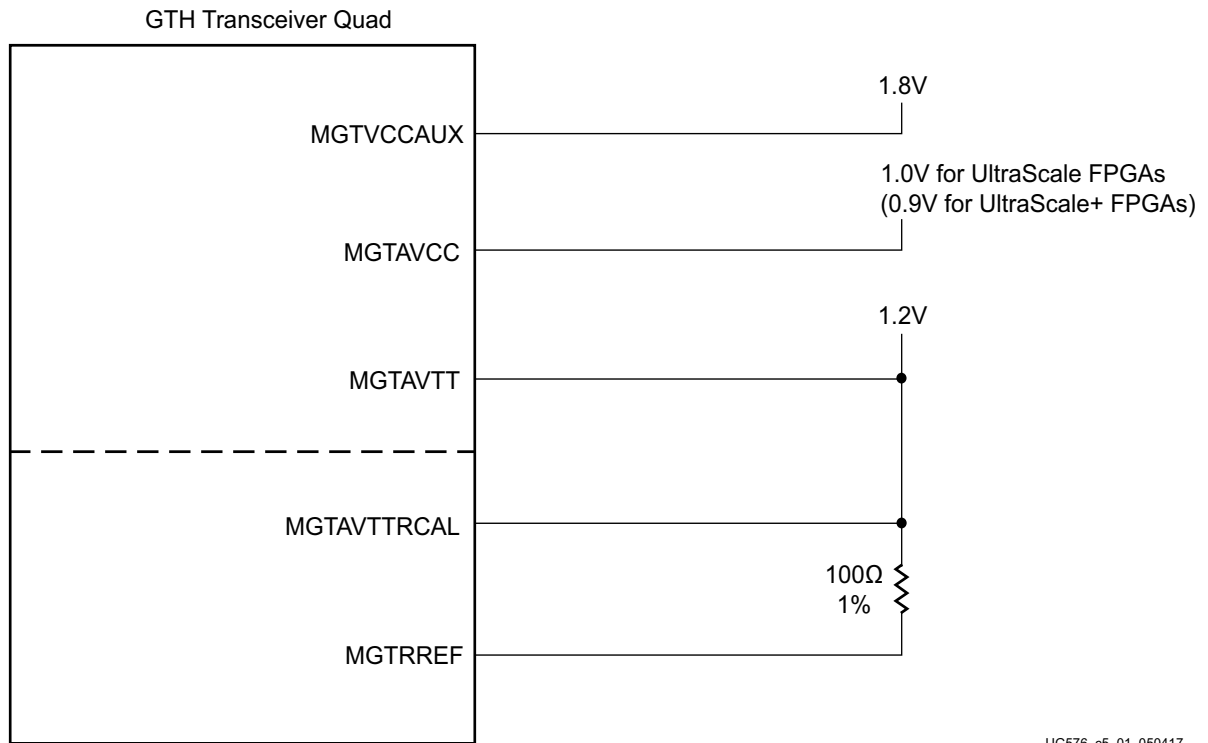 GTH Transceiver Quad
MGTVCCAUX
1.8V
1.0V for UltraScale FPGAs
(0.9V for UltraScale+ FPGAs)
MGTAVCC
1.2V
MGTAVTT
MGTAVTTRCAL
100Ω
1%
MGTRREF
UG576_c5_01_050417